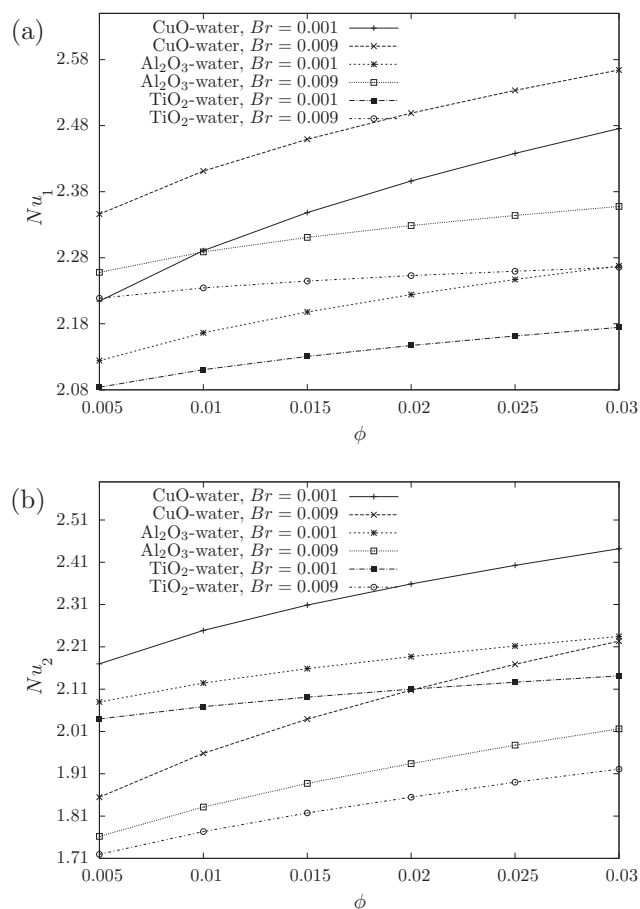 (a)
CuO-water, Br = 0.001
CuO-water, Br = 0.009
Al₂O₃-water, Br = 0.001
Al₂O₃-water, Br = 0.009
TiO₂-water, Br = 0.001
TiO₂-water, Br = 0.009
2.58
2.48
2.38
2.28
2.18
2.08
Nu₁
0.005 0.01 0.015 0.02 0.025 0.03
ϕ
(b)
CuO-water, Br = 0.001
CuO-water, Br = 0.009
Al₂O₃-water, Br = 0.001
Al₂O₃-water, Br = 0.009
TiO₂-water, Br = 0.001
TiO₂-water, Br = 0.009
2.51
2.41
2.31
2.21
2.11
2.01
1.91
1.81
1.71
Nu₂
0.005 0.01 0.015 0.02 0.025 0.03
ϕ